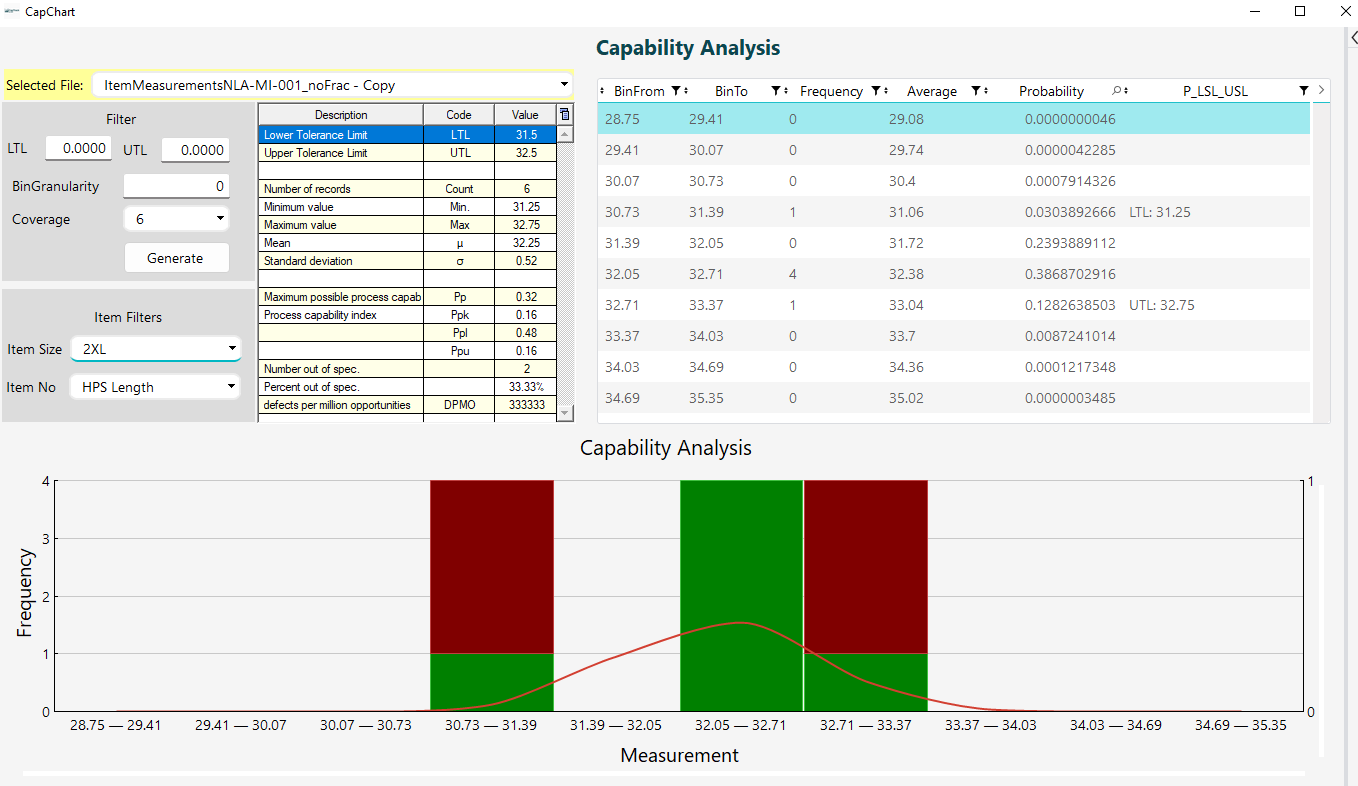 CapChart
Capability Analysis
Selected File: ItemMeasurementsNLA-MI-001_noFrac - Copy
Filter
LTL 0.0000 UTL 0.0000
BinGranularity 0
Coverage 6
Generate
Item Filters
Item Size 2XL
Item No HPS Length
Description Code Value
Lower Tolerance Limit LTL 31.5
Upper Tolerance Limit UTL 32.5
Number of records Count 6
Minimum value Min. 31.25
Maximum value Max 32.75
Mean µ 32.25
Standard deviation σ 0.52
Maximum possible process capab Pp 0.32
Process capability index Ppk 0.16
Ppl 0.48
Ppu 0.16
Number out of spec. 2
Percent out of spec. 33.33%
defects per million opportunities DPMO 333333
BinFrom BinTo Frequency Average Probability P_LSL_USL
28.75 29.41 0 29.08 0.0000000046
29.41 30.07 0 29.74 0.0000042285
30.07 30.73 0 30.4 0.0007914326
30.73 31.39 1 31.06 0.0303892666 LTL: 31.25
31.39 32.05 0 31.72 0.2393889112
32.05 32.71 4 32.38 0.3868702916
32.71 33.37 1 33.04 0.1282638503 UTL: 32.75
33.37 34.03 0 33.7 0.0087241014
34.03 34.69 0 34.36 0.0001217348
34.69 35.35 0 35.02 0.0000003485
Capability Analysis
4 1
3
2
1
0 0
Frequency
28.75 — 29.41 29.41 — 30.07 30.07 — 30.73 30.73 — 31.39 31.39 — 32.05 32.05 — 32.71 32.71 — 33.37 33.37 — 34.03 34.03 — 34.69 34.69 — 35.35
Measurement